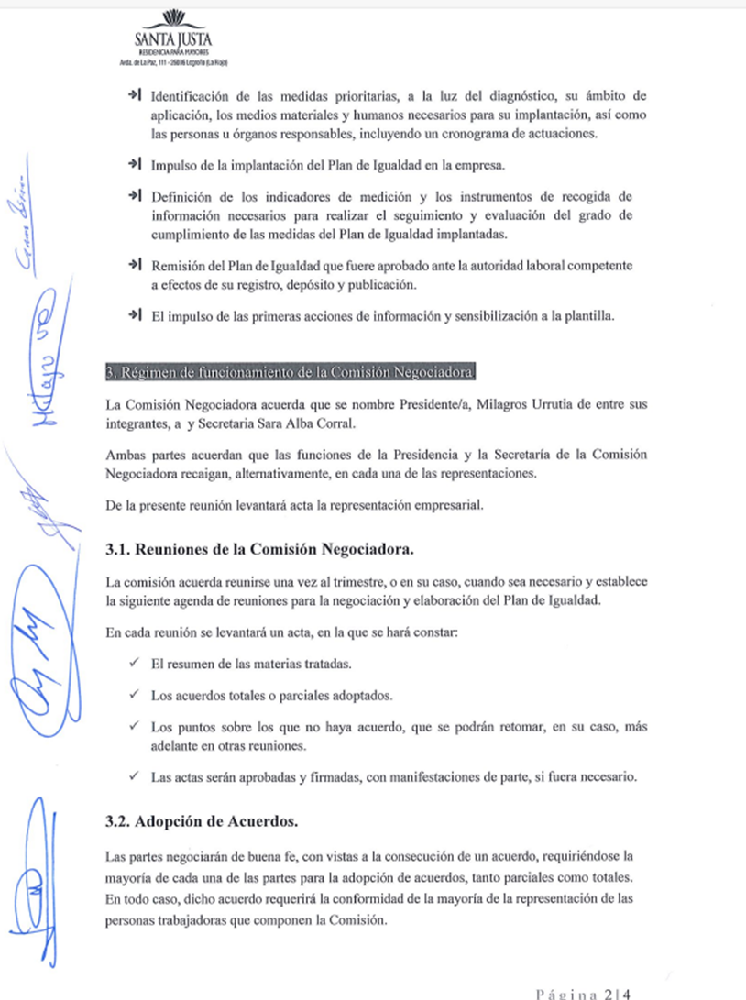 SANTA JUSTA
RESIDENCIA PARA MAYORES
Avda. de La Paz, 111 - 26006 Logroño (La Rioja)
Identificación de las medidas prioritarias, a la luz del diagnóstico, su ámbito de
aplicación, los medios materiales y humanos necesarios para su implantación, así como
las personas u órganos responsables, incluyendo un cronograma de actuaciones.
Impulso de la implantación del Plan de Igualdad en la empresa.
Definición de los indicadores de medición y los instrumentos de recogida de
información necesarios para realizar el seguimiento y evaluación del grado de
cumplimiento de las medidas del Plan de Igualdad implantadas.
Remisión del Plan de Igualdad que fuere aprobado ante la autoridad laboral competente
a efectos de su registro, depósito y publicación.
El impulso de las primeras acciones de información y sensibilización a la plantilla.
3. Régimen de funcionamiento de la Comisión Negociadora
La Comisión Negociadora acuerda que se nombre Presidente/a, Milagros Urrutia de entre sus
integrantes, a y Secretaria Sara Alba Corral.
Ambas partes acuerdan que las funciones de la Presidencia y la Secretaría de la Comisión
Negociadora recaigan, alternativamente, en cada una de las representaciones.
De la presente reunión levantará acta la representación empresarial.
3.1. Reuniones de la Comisión Negociadora.
La comisión acuerda reunirse una vez al trimestre, o en su caso, cuando sea necesario y establece
la siguiente agenda de reuniones para la negociación y elaboración del Plan de Igualdad.
En cada reunión se levantará un acta, en la que se hará constar:
✓ El resumen de las materias tratadas.
✓ Los acuerdos totales o parciales adoptados.
✓ Los puntos sobre los que no haya acuerdo, que se podrán retomar, en su caso, más
adelante en otras reuniones.
✓ Las actas serán aprobadas y firmadas, con manifestaciones de parte, si fuera necesario.
3.2. Adopción de Acuerdos.
Las partes negociarán de buena fe, con vistas a la consecución de un acuerdo, requiriéndose la
mayoría de cada una de las partes para la adopción de acuerdos, tanto parciales como totales.
En todo caso, dicho acuerdo requerirá la conformidad de la mayoría de la representación de las
personas trabajadoras que componen la Comisión.
Página 2|4